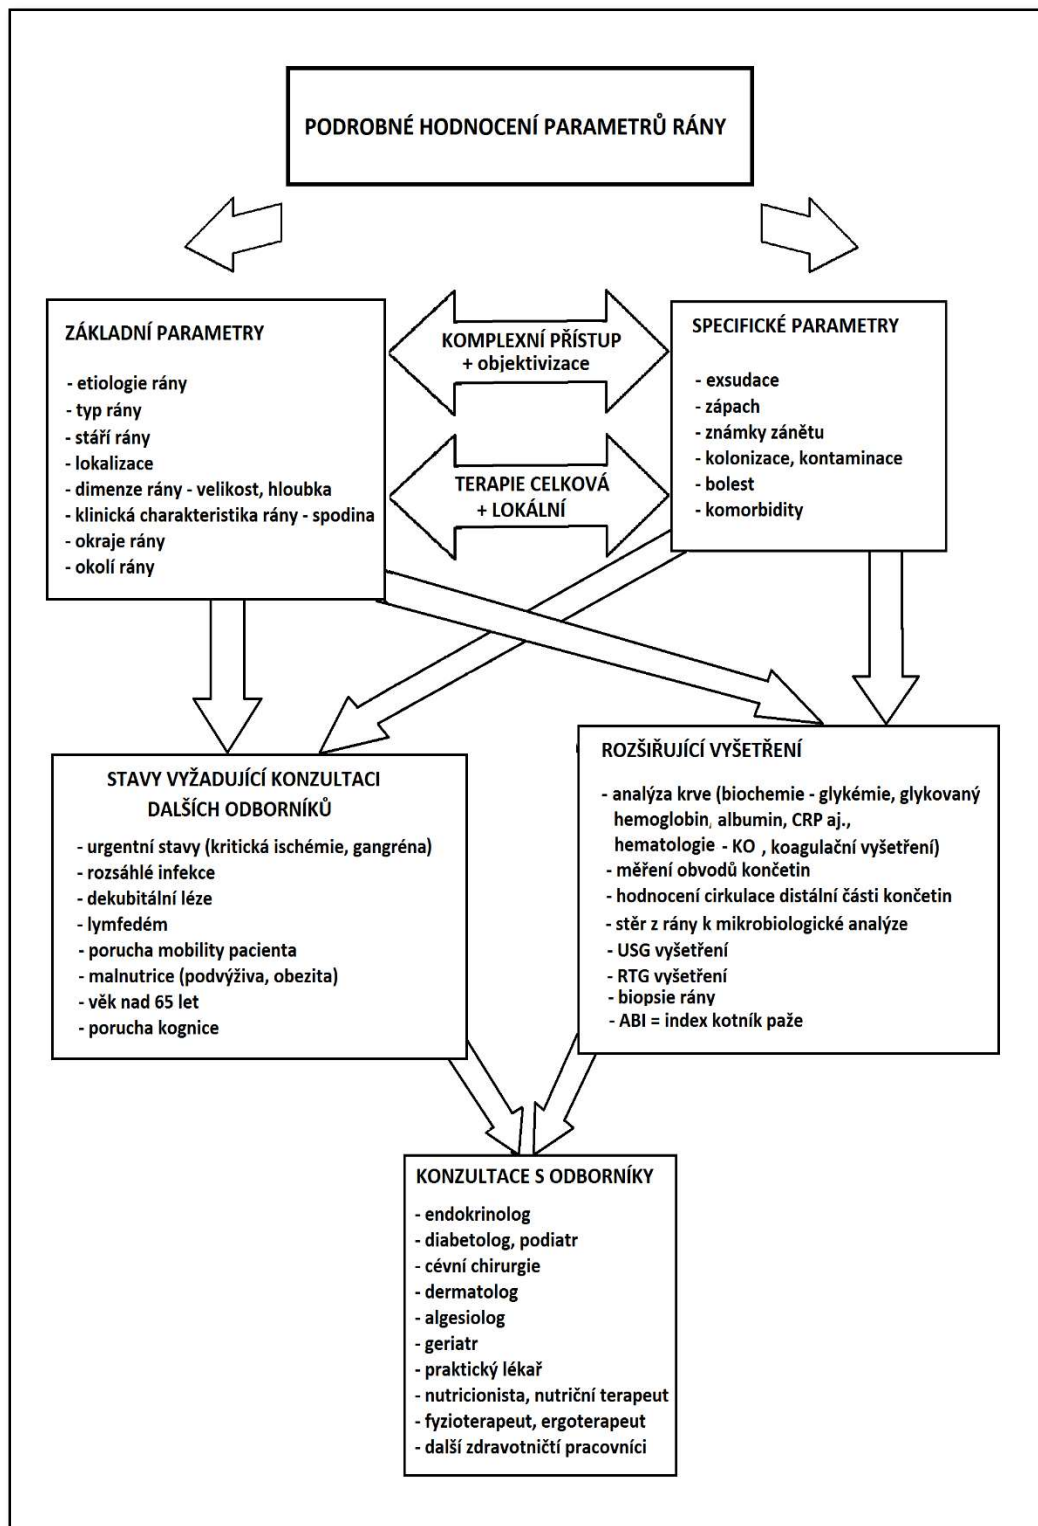 PODROBNÉ HODNOCENÍ PARAMETRŮ RÁNY
ZÁKLADNÍ PARAMETRY
- etiologie rány
- typ rány
- stáří rány
- lokalizace
- dimenze rány - velikost, hloubka
- klinická charakteristika rány - spodina
- okraje rány
- okolí rány
KOMPLEXNÍ PŘÍSTUP
+ objektivizace
TERAPIE CELKOVÁ
+ LOKÁLNÍ
SPECIFICKÉ PARAMETRY
- exsudace
- zápach
- známky zánětu
- kolonizace, kontaminace
- bolest
- komorbidity
STAVY VYŽADUJÍCÍ KONZULTACI
DALŠÍCH ODBORNÍKŮ
- urgentní stavy (kritická ischémie, gangréna)
- rozsáhlé infekce
- dekubitální léze
- lymfedém
- porucha mobility pacienta
- malnutrice (podvýživa, obezita)
- věk nad 65 let
- porucha kognice
ROZŠIŘUJÍCÍ VYŠETŘENÍ
- analýza krve (biochemie - glykémie, glykovaný
hemoglobin, albumin, CRP aj.,
hematologie - KO , koagulační vyšetření)
- měření obvodů končetin
- hodnocení cirkulace distální části končetin
- stěr z rány k mikrobiologické analýze
- USG vyšetření
- RTG vyšetření
- biopsie rány
- ABI = index kotník paže
KONZULTACE S ODBORNÍKY
- endokrinolog
- diabetolog, podiatr
- cévní chirurgie
- dermatolog
- algesiolog
- geriatr
- praktický lékař
- nutricionista, nutriční terapeut
- fyzioterapeut, ergoterapeut
- další zdravotničtí pracovníci